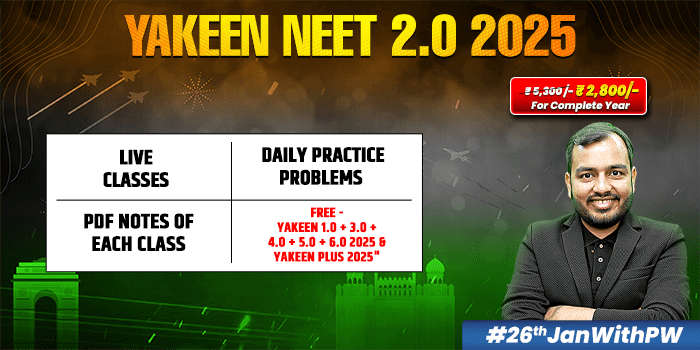 YAKEEN NEET 2.0 2025
₹ 5,300/- ₹ 2,800/-
For Complete Year
LIVE
CLASSES
DAILY PRACTICE
PROBLEMS
PDF NOTES OF
EACH CLASS
FREE -
YAKEEN 1.0 + 3.0 +
4.0 + 5.0 + 6.0 2025 &
YAKEEN PLUS 2025"
#26thJanWithPW